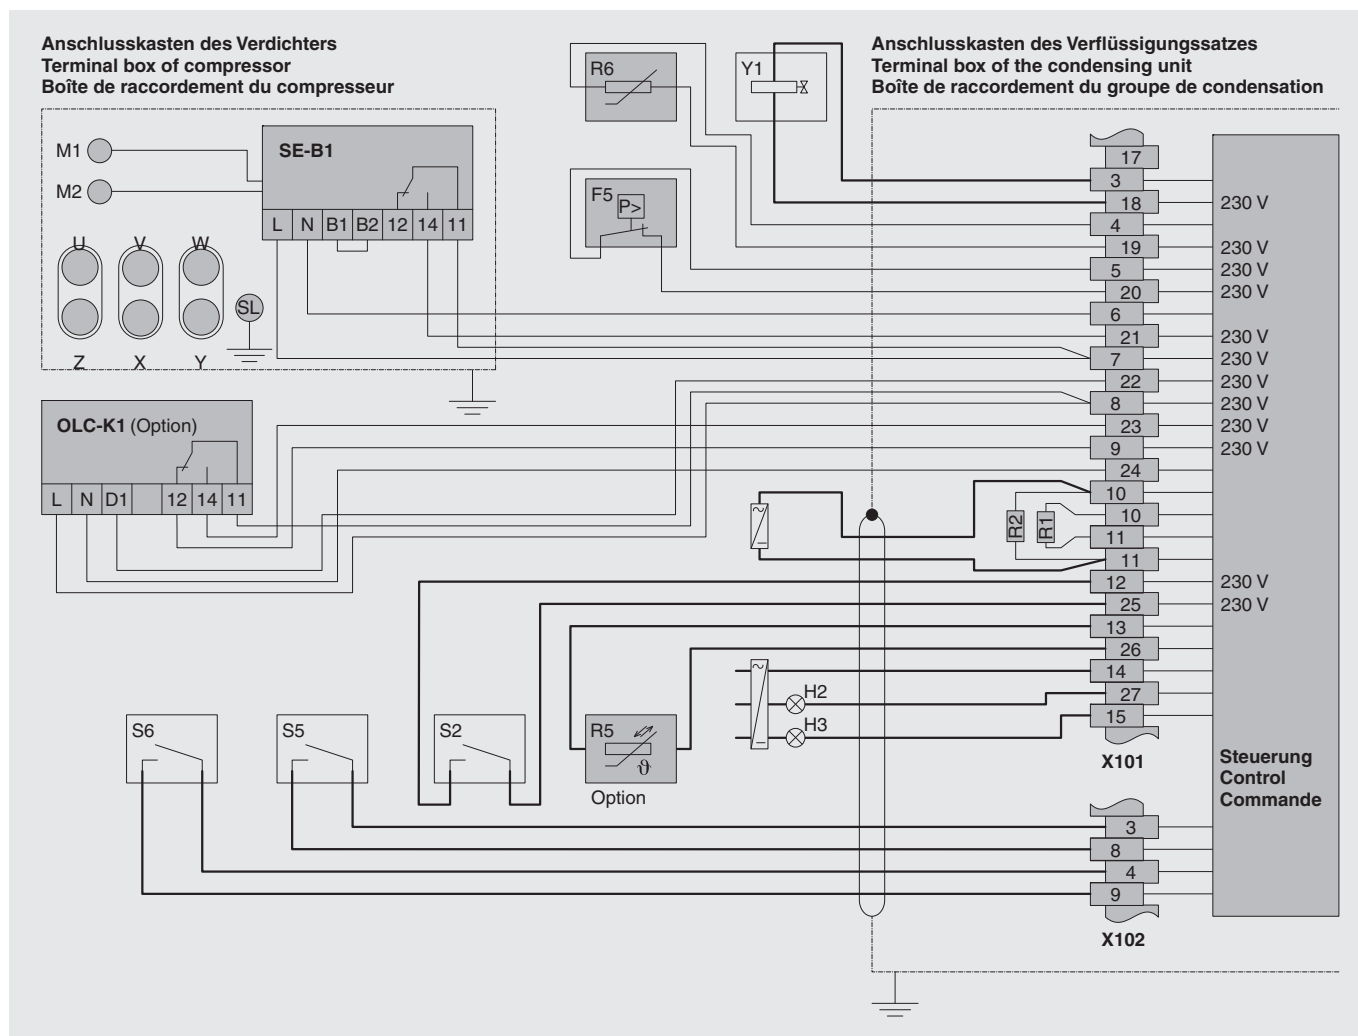 Anschlusskasten des Verdichters
Terminal box of compressor
Boîte de raccordement du compresseur
Anschlusskasten des Verflüssigungssatzes
Terminal box of the condensing unit
Boîte de raccordement du groupe de condensation
R6
Y1
M1
M2
SE-B1
L N B1 B2 12 14 11
F5
P>
U V W
SL
Z X Y
OLC-K1 (Option)
L N D1 12 14 11
17
3
18 230 V
4
19 230 V
5 230 V
20 230 V
6
21 230 V
7 230 V
22 230 V
8 230 V
23 230 V
9 230 V
24
10
R2 R1
10
11
11
12 230 V
25 230 V
13
26
14
27
15
~
–
~
–
H2
H3
S6
S5
S2
R5
ϑ
Option
X101
Steuerung
Control
Commande
3
8
4
9
X102